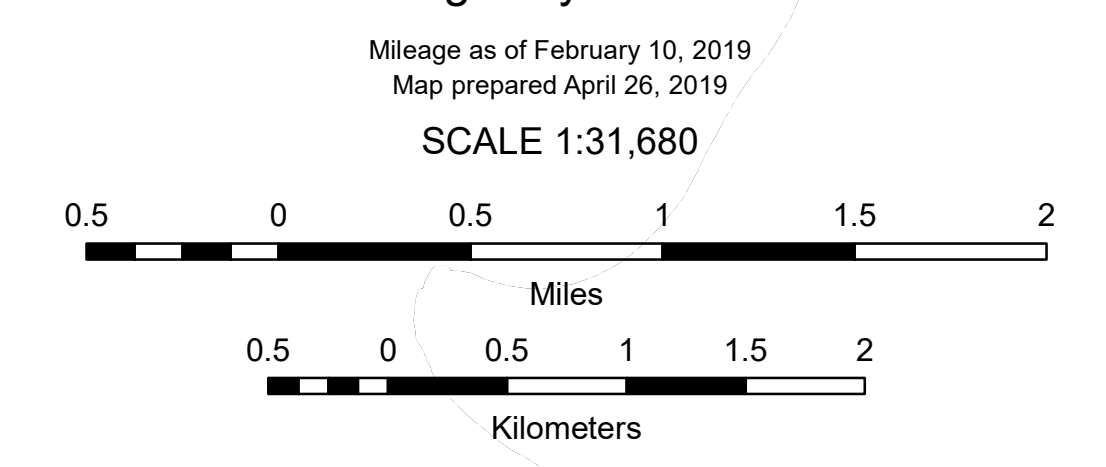 Mileage as of February 10, 2019
Map prepared April 26, 2019
SCALE 1:31,680
0.5 0 0.5 1 1.5 2
Miles
0.5 0 0.5 1 1.5 2
Kilometers